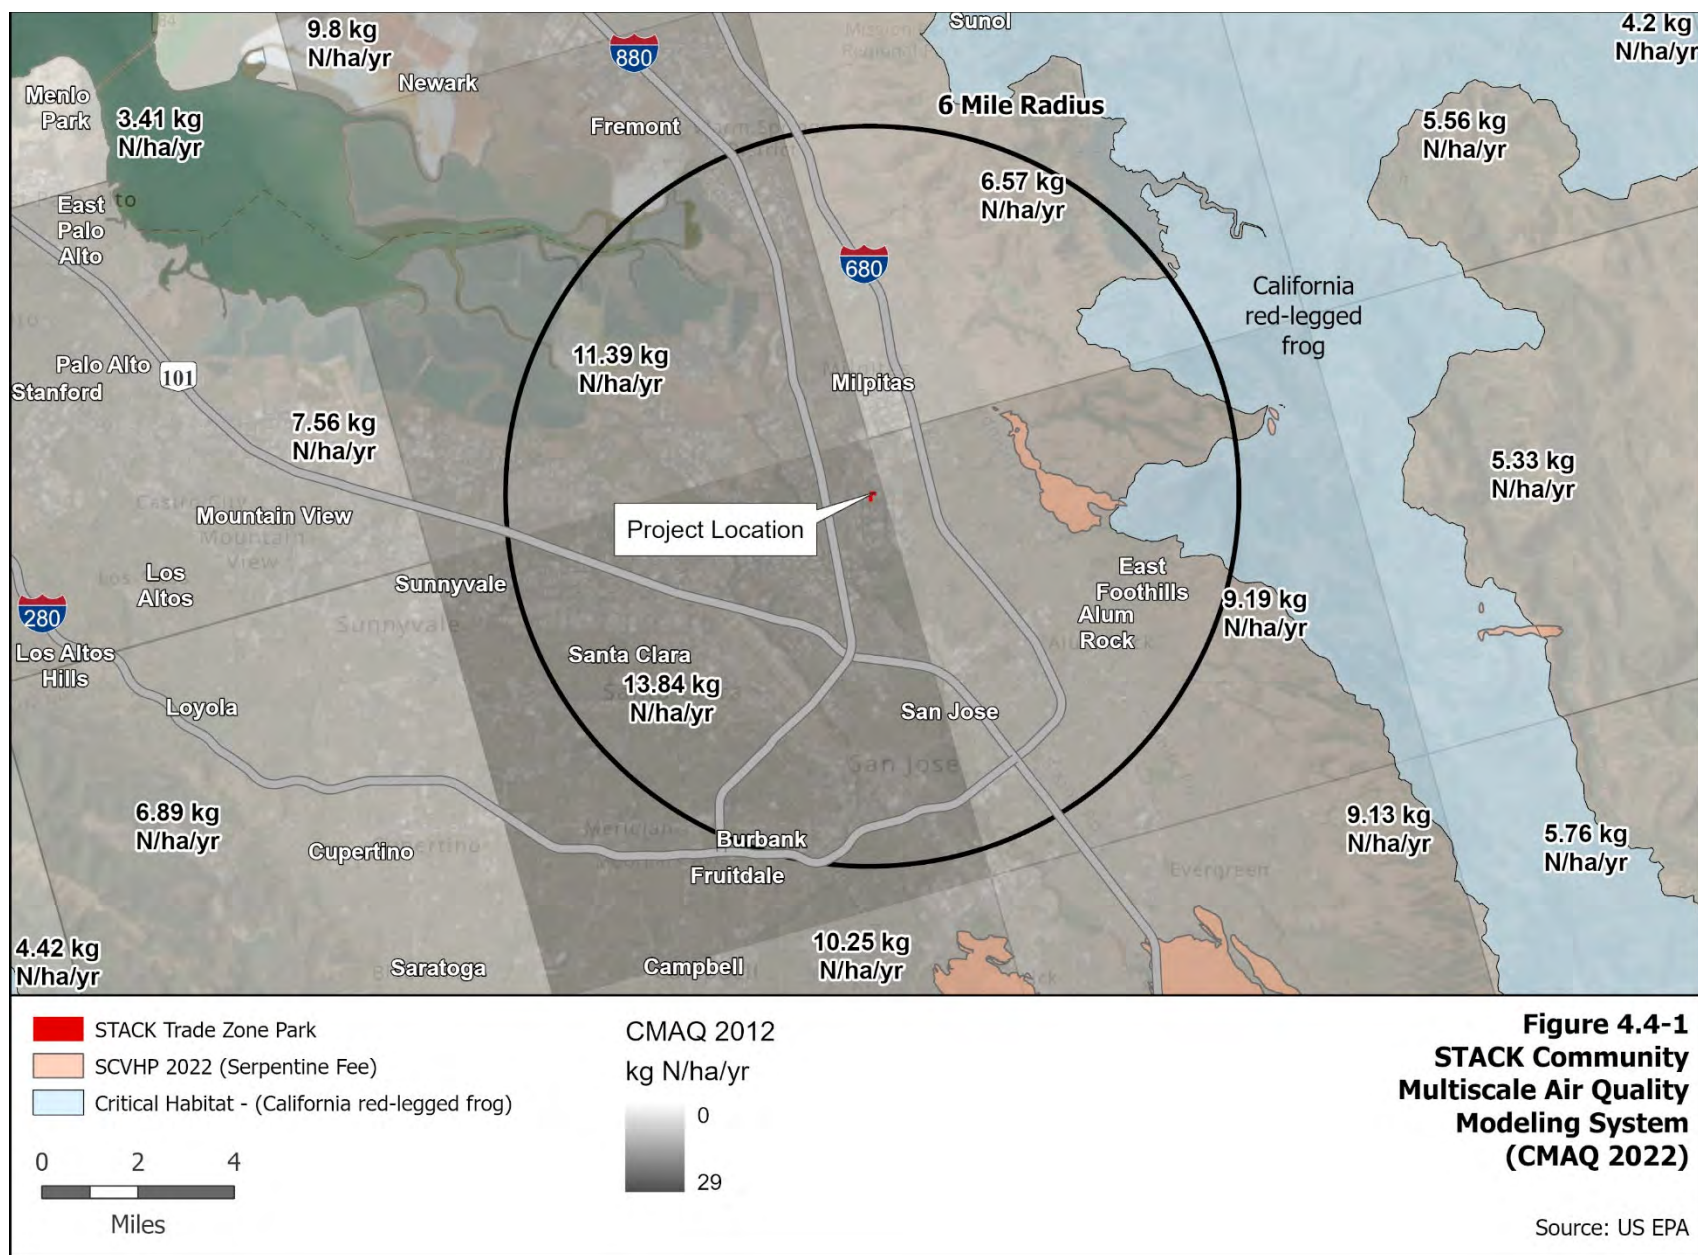 9.8 kg
N/ha/yr
880
Sunol
4.2 kg
N/ha/yr
Newark
Menlo
Park
3.41 kg
N/ha/yr
Fremont
6 Mile Radius
5.56 kg
N/ha/yr
6.57 kg
N/ha/yr
East
Palo
Alto
680
California
red-legged
frog
Palo Alto
101
Stanford
11.39 kg
N/ha/yr
Milpitas
7.56 kg
N/ha/yr
5.33 kg
N/ha/yr
Mountain View
Mountain
View
Project Location
Los
Altos
Sunnyvale
Sunnyvale
East
Foothills
Alum
Rock
9.19 kg
N/ha/yr
280
Los Altos
Hills
Santa Clara
13.84 kg
N/ha/yr
Loyola
San Jose
San Jose
6.89 kg
N/ha/yr
Cupertino
Burbank
Fruitdale
9.13 kg
N/ha/yr
5.76 kg
N/ha/yr
Evergreen
4.42 kg
N/ha/yr
Saratoga
Campbell
10.25 kg
N/ha/yr
STACK Trade Zone Park
SCVHP 2022 (Serpentine Fee)
Critical Habitat - (California red-legged frog)
0 2 4
Miles
CMAQ 2012
kg N/ha/yr
0
29
Figure 4.4-1
STACK Community
Multiscale Air Quality
Modeling System
(CMAQ 2022)
Source: US EPA